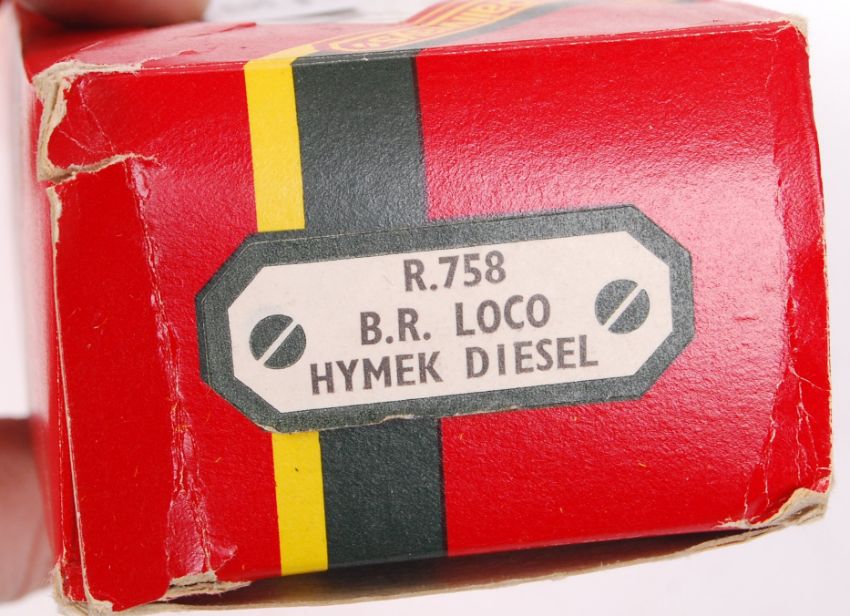 R.758
B.R. LOCO
HYMEK DIESEL